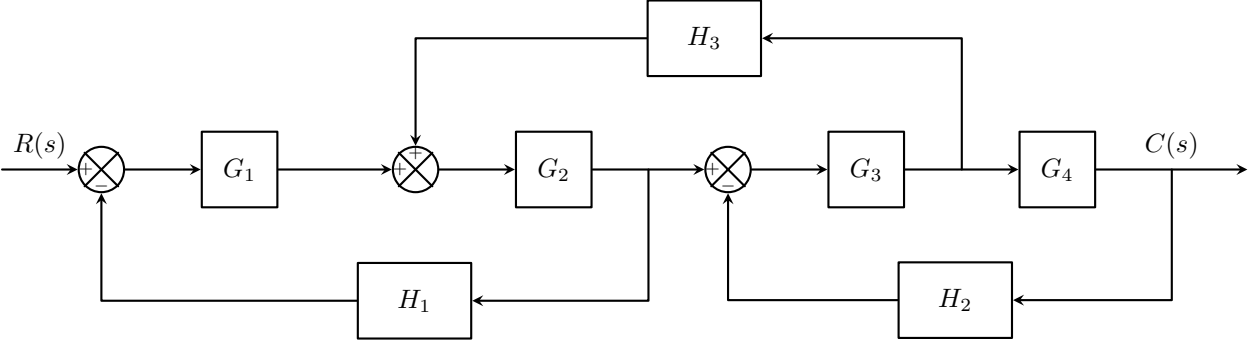 H₃
R(s)
C(s)
+
−
G₁
+
+
G₂
+
−
G₃
G₄
H₁
H₂